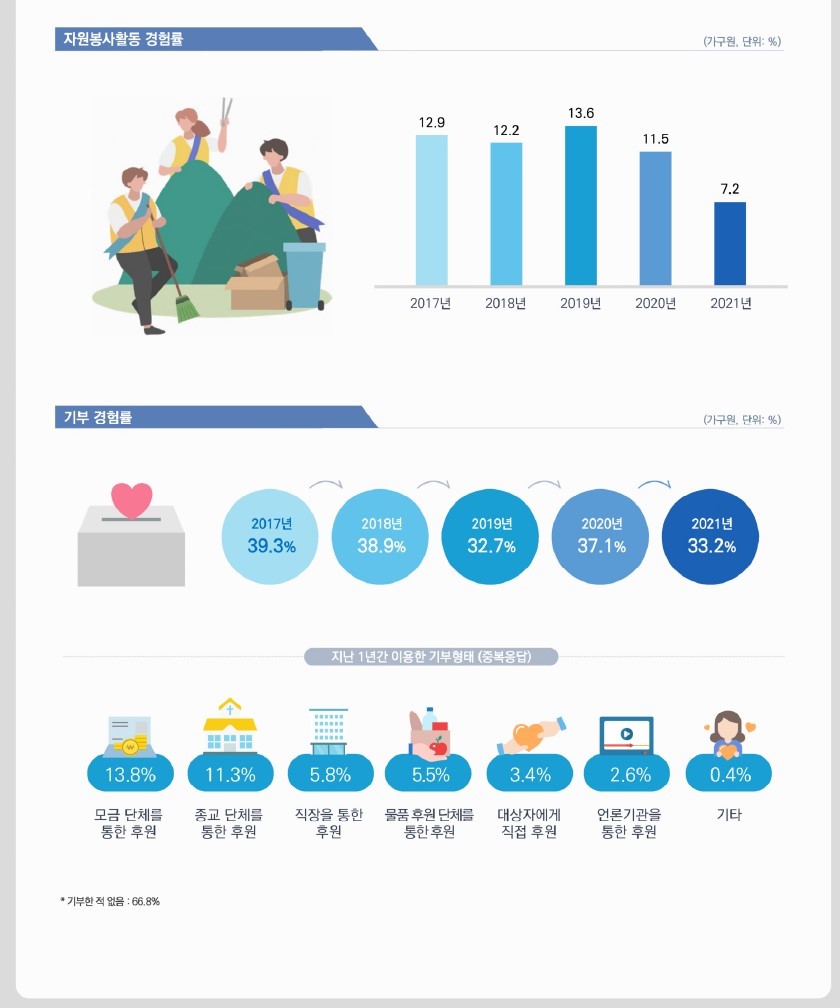 자원봉사활동 경험률
(가구원, 단위: %)
12.9
12.2
13.6
11.5
7.2
2017년
2018년
2019년
2020년
2021년
기부 경험률
(가구원, 단위: %)
2017년
39.3%
2018년
38.9%
2019년
32.7%
2020년
37.1%
2021년
33.2%
지난 1년간 이용한 기부형태 (중복응답)
13.8%
모금 단체를
통한 후원
11.3%
종교 단체를
통한 후원
5.8%
직장을 통한
후원
5.5%
물품 후원 단체를
통한 후원
3.4%
대상자에게
직접 후원
2.6%
언론기관을
통한 후원
0.4%
기타
* 기부한 적 없음 : 66.8%